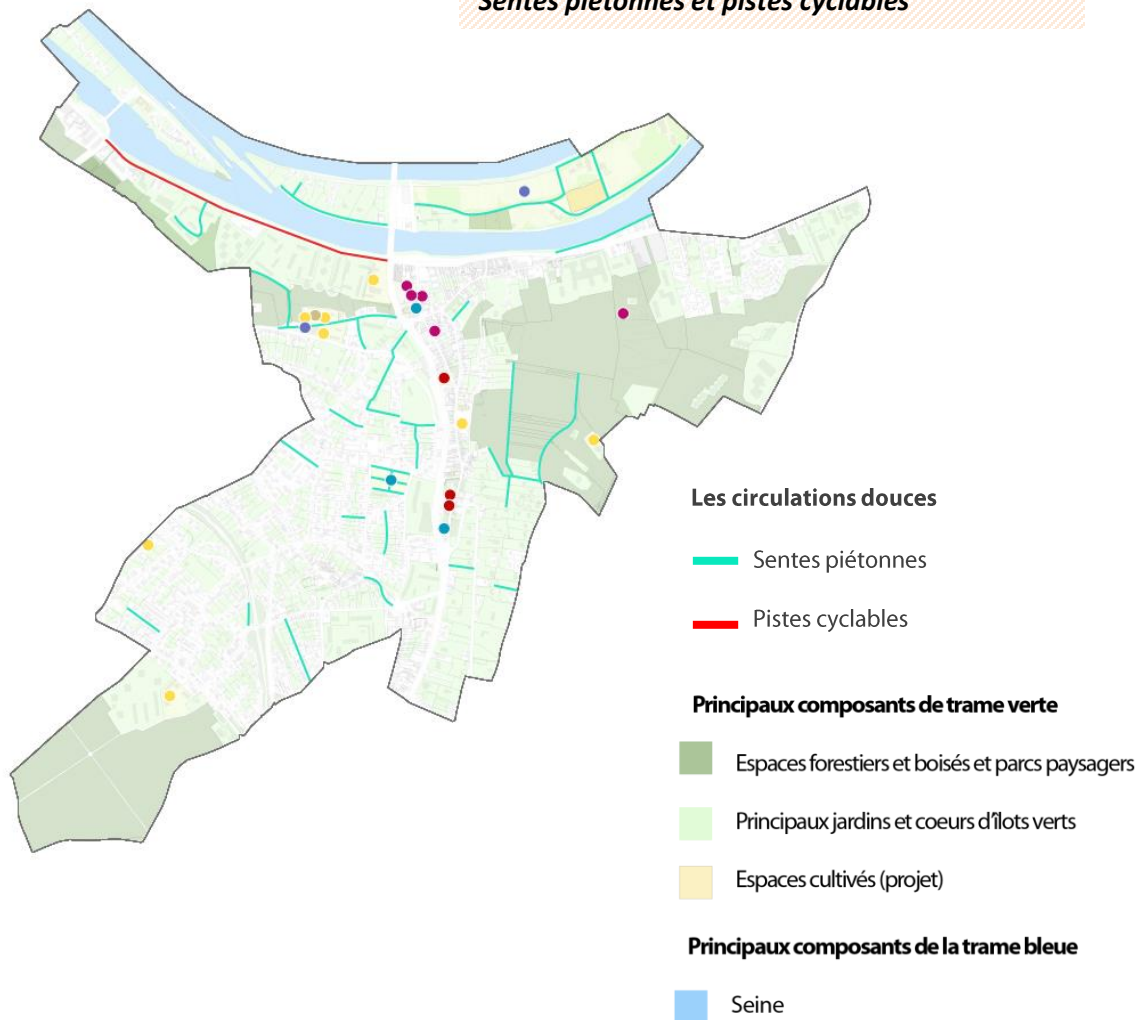 Sentes piétonnes et pistes cyclables
Les circulations douces
Sentes piétonnes
Pistes cyclables
Principaux composants de trame verte
Espaces forestiers et boisés et parcs paysagers
Principaux jardins et coeurs d'îlots verts
Espaces cultivés (projet)
Principaux composants de la trame bleue
Seine